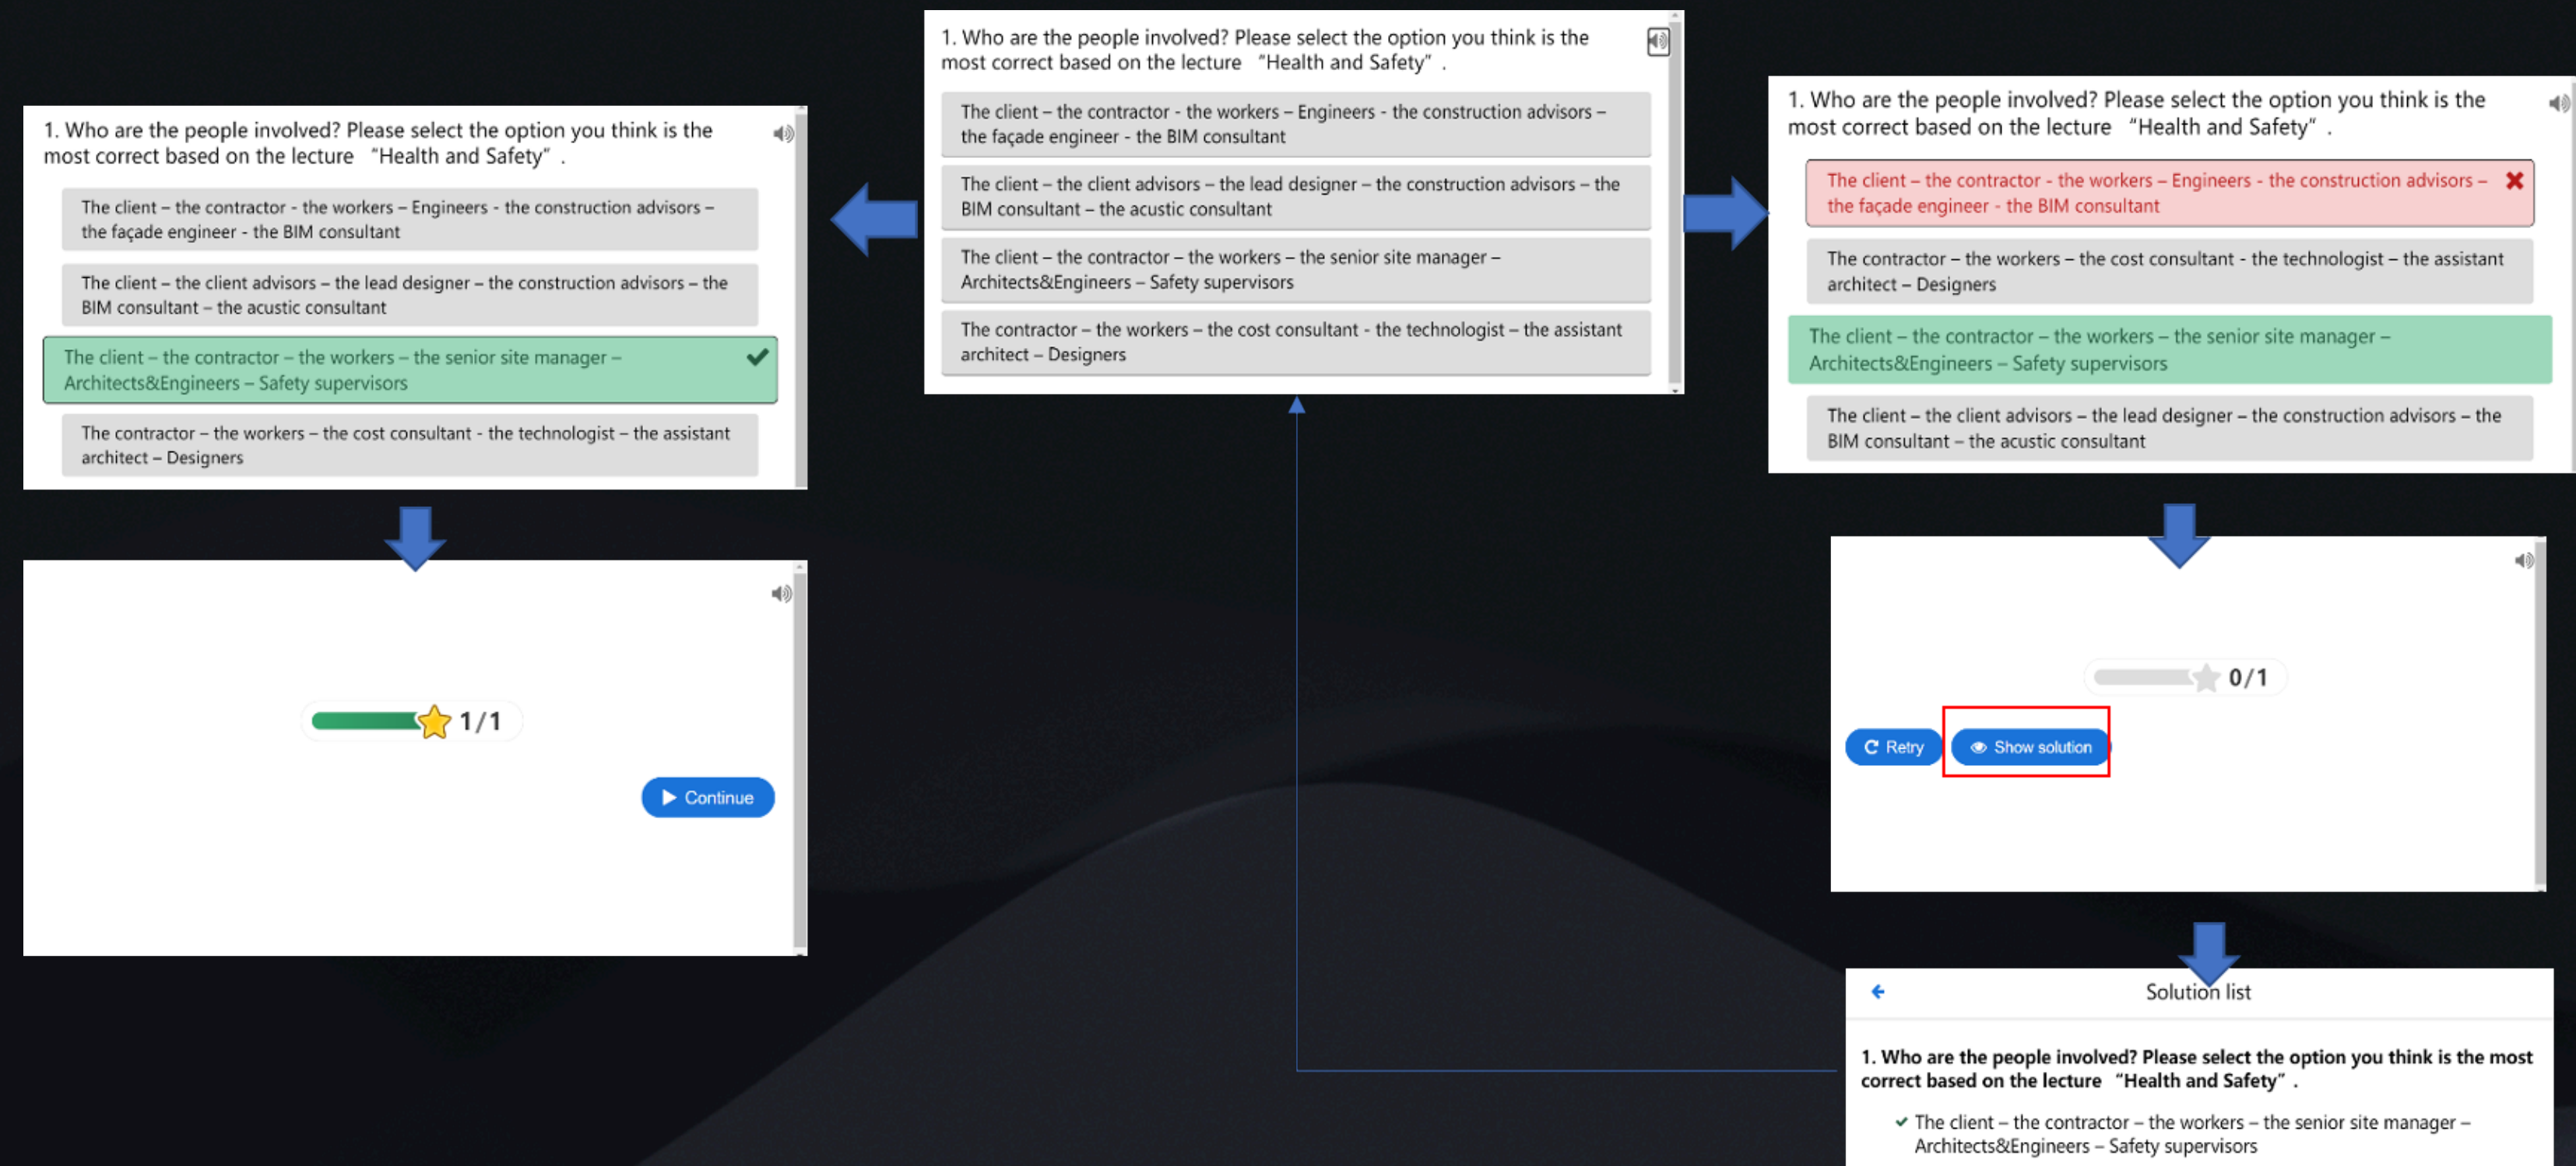 1. Who are the people involved? Please select the option you think is the
most correct based on the lecture “Health and Safety” .
The client – the contractor - the workers – Engineers - the construction advisors –
the façade engineer - the BIM consultant
The client – the client advisors – the lead designer – the construction advisors – the
BIM consultant – the acustic consultant
The client – the contractor – the workers – the senior site manager –
Architects&Engineers – Safety supervisors
The contractor – the workers – the cost consultant - the technologist – the assistant
architect – Designers
1/1
Continue
1. Who are the people involved? Please select the option you think is the
most correct based on the lecture “Health and Safety” .
The client – the contractor - the workers – Engineers - the construction advisors –
the façade engineer - the BIM consultant
The client – the client advisors – the lead designer – the construction advisors – the
BIM consultant – the acustic consultant
The client – the contractor – the workers – the senior site manager –
Architects&Engineers – Safety supervisors
The contractor – the workers – the cost consultant - the technologist – the assistant
architect – Designers
1. Who are the people involved? Please select the option you think is the
most correct based on the lecture “Health and Safety” .
The client – the contractor - the workers – Engineers - the construction advisors –
the façade engineer - the BIM consultant
The contractor – the workers – the cost consultant - the technologist – the assistant
architect – Designers
The client – the contractor – the workers – the senior site manager –
Architects&Engineers – Safety supervisors
The client – the client advisors – the lead designer – the construction advisors – the
BIM consultant – the acustic consultant
0/1
Retry
Show solution
Solution list
1. Who are the people involved? Please select the option you think is the most
correct based on the lecture “Health and Safety” .
The client – the contractor – the workers – the senior site manager –
Architects&Engineers – Safety supervisors